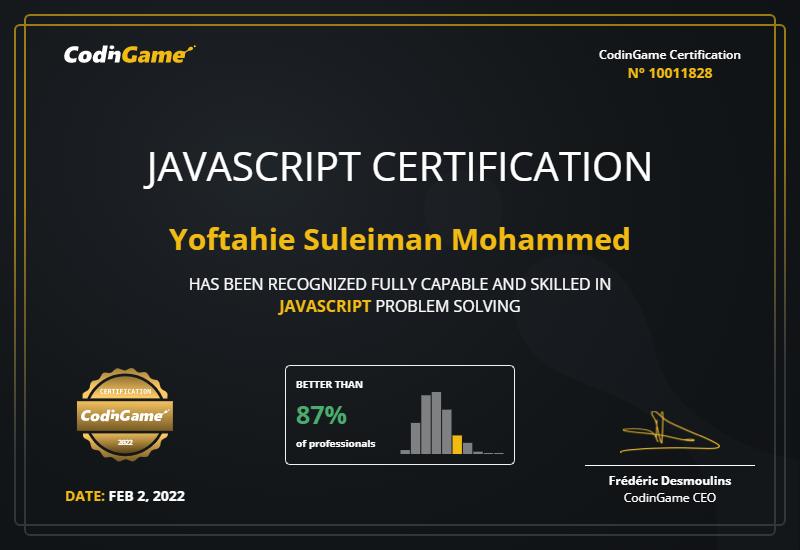 CodinGame
CodinGame Certification
Nº 10011828
JAVASCRIPT CERTIFICATION
Yoftahie Suleiman Mohammed
HAS BEEN RECOGNIZED FULLY CAPABLE AND SKILLED IN
JAVASCRIPT PROBLEM SOLVING
CERTIFICATION
CodinGame
2022
BETTER THAN
87%
of professionals
DATE: FEB 2, 2022
Frédéric Desmoulins
CodinGame CEO